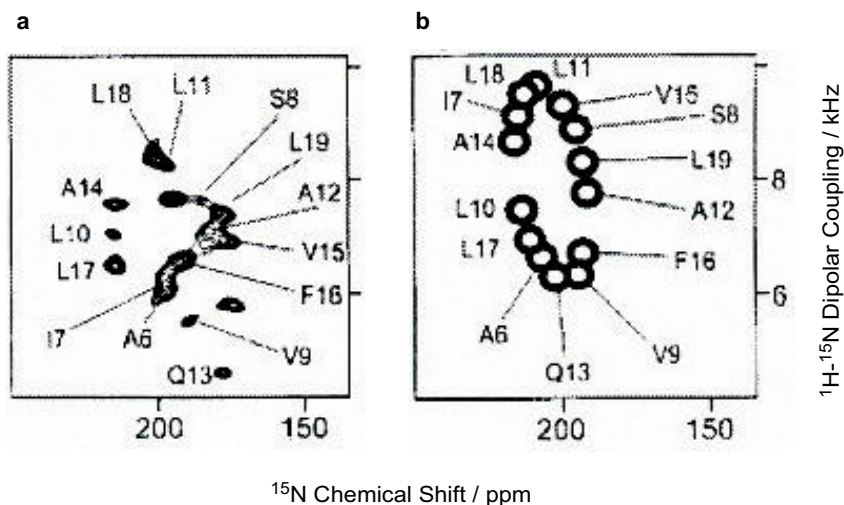 a
b
L18
L11
S8
L19
A12
V15
F16
V9
Q13
A6
I7
L17
L10
A14
200
150
L18
L11
V15
S8
L19
A12
F16
V9
Q13
A6
L17
L10
A14
I7
8
6
200
150
¹H-¹⁵N Dipolar Coupling / kHz
¹⁵N Chemical Shift / ppm